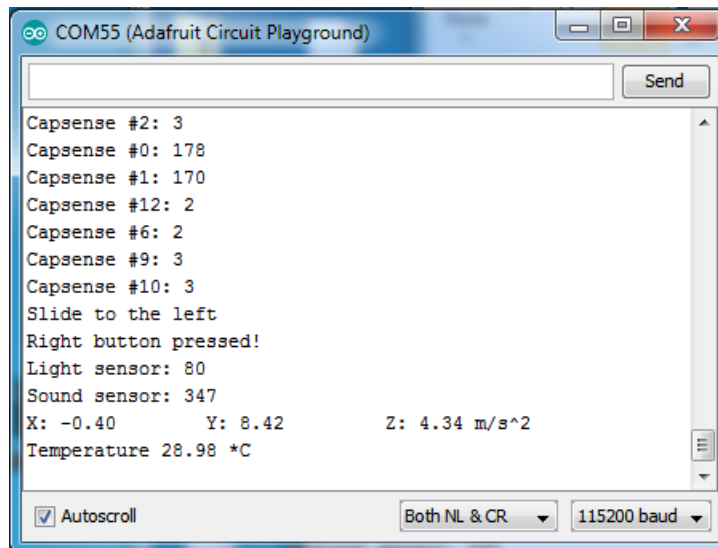 COM55 (Adafruit Circuit Playground)
Send
Capsense #2: 3
Capsense #0: 178
Capsense #1: 170
Capsense #12: 2
Capsense #6: 2
Capsense #9: 3
Capsense #10: 3
Slide to the left
Right button pressed!
Light sensor: 80
Sound sensor: 347
X: -0.40 Y: 8.42 Z: 4.34 m/s^2
Temperature 28.98 *C
Autoscroll Both NL & CR 115200 baud